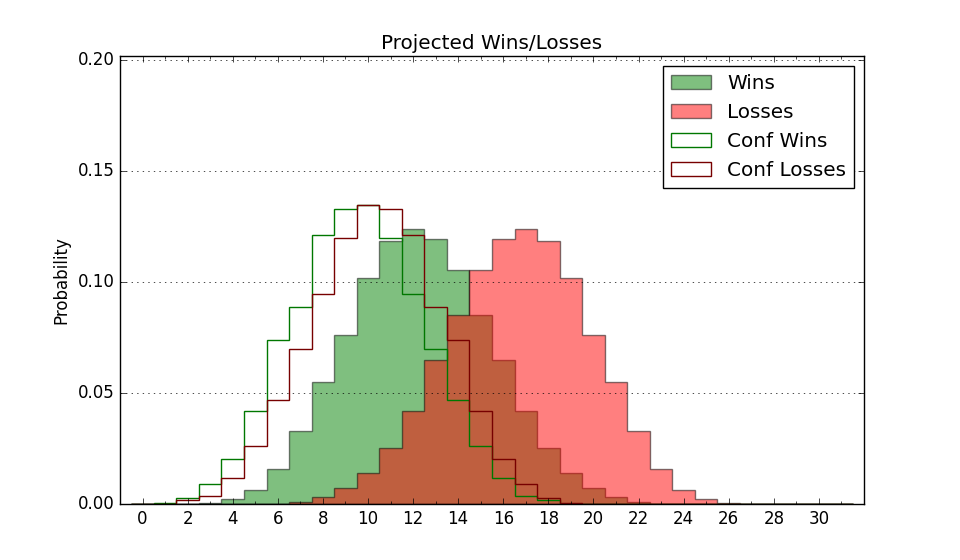 Projected Wins/Losses
Wins
Losses
Conf Wins
Conf Losses
Probability
0.20
0.15
0.10
0.05
0.00
0 2 4 6 8 10 12 14 16 18 20 22 24 26 28 30